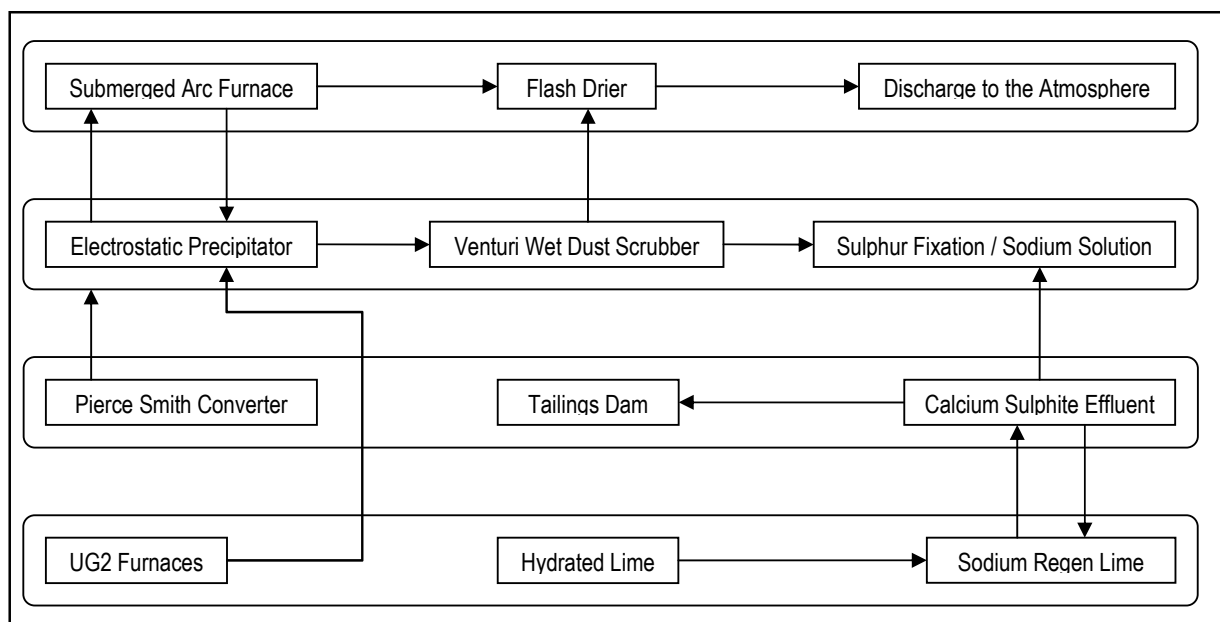 Submerged Arc Furnace
Flash Drier
Discharge to the Atmosphere
Electrostatic Precipitator
Venturi Wet Dust Scrubber
Sulphur Fixation / Sodium Solution
Pierce Smith Converter
Tailings Dam
Calcium Sulphite Effluent
UG2 Furnaces
Hydrated Lime
Sodium Regen Lime